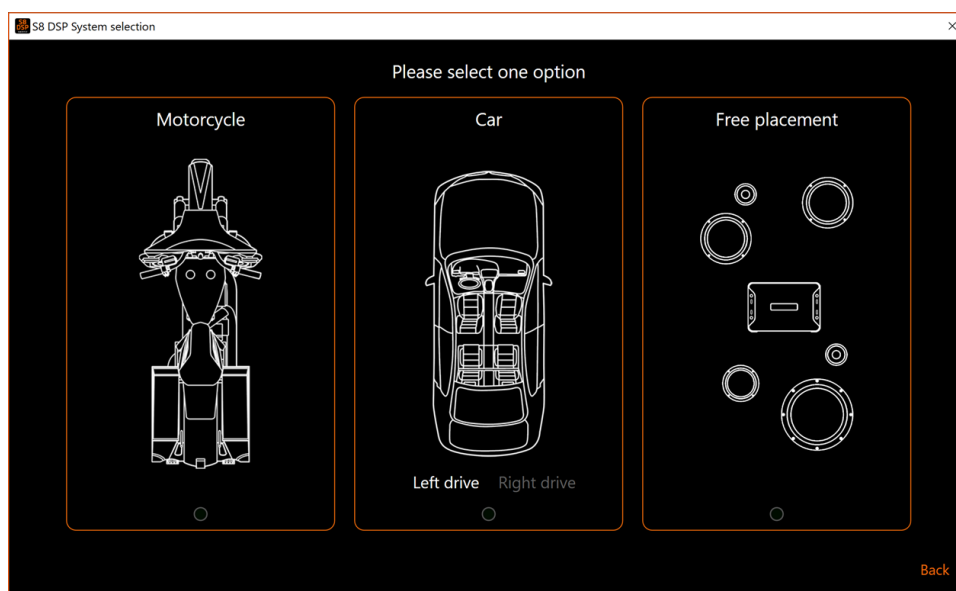 S8 DSP System selection
Please select one option
Motorcycle
Car
Free placement
Left drive Right drive
Back